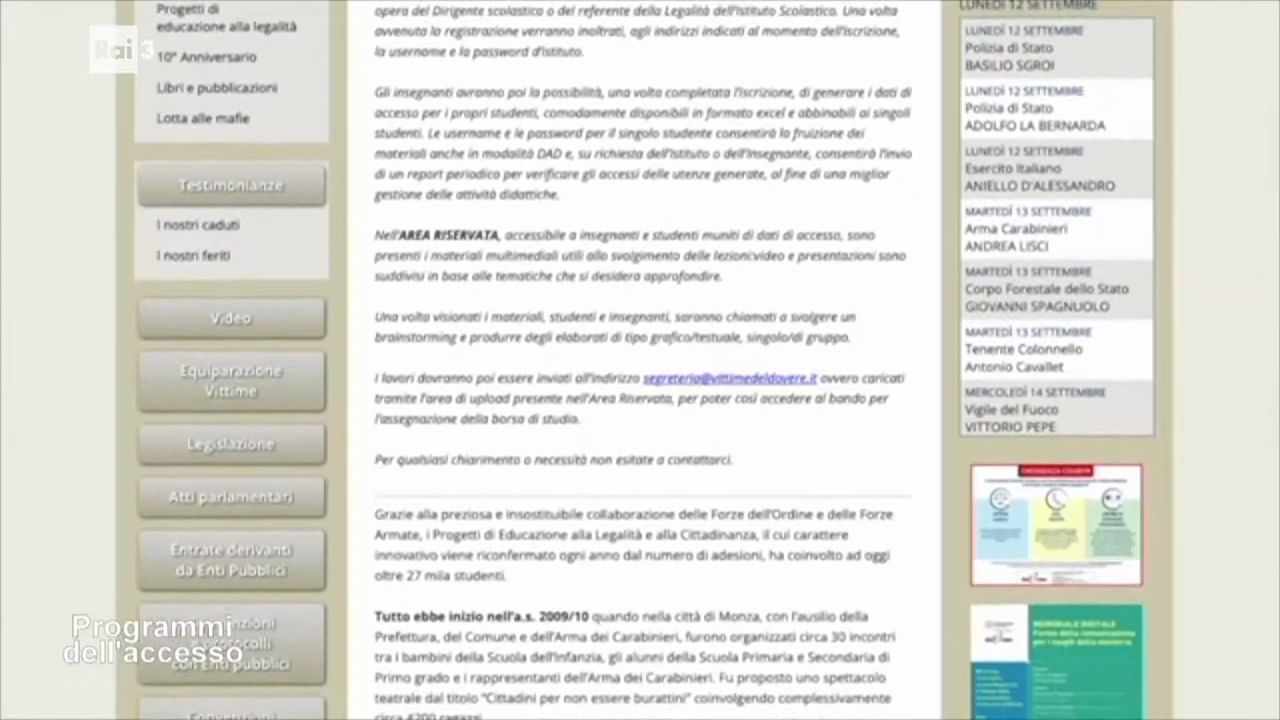 Progetti di
educazione alla legalità
10° Anniversario
Libri e pubblicazioni
Lotta alle mafie
Testimonianze
I nostri caduti
I nostri feriti
Video
Equiparazione
Vittime
Legislazione
Atti parlamentari
Entrate derivanti
da Enti Pubblici
con Enti pubblici
Convenzioni
opera del Dirigente scolastico o del referente della Legalità dell'Istituto Scolastico. Una volta
avvenuta la registrazione verranno inoltrati, agli indirizzi indicati al momento dell'iscrizione,
la username e la password d'istituto.
Gli insegnanti avranno poi la possibilità, una volta completata l'iscrizione, di generare i dati di
accesso per i propri studenti, comodamente disponibili in formato excel e abbinabili ai singoli
studenti. Le username e le password per il singolo studente consentirà la fruizione dei
materiali anche in modalità DAD e, su richiesta dell'Istituto o dell'Insegnante, consentirà l'invio
di un report periodico per verificare gli accessi delle utenze generate, al fine di una miglior
gestione delle attività didattiche.
Nell'AREA RISERVATA, accessibile a insegnanti e studenti muniti di dati di accesso, sono
presenti i materiali multimediali utili allo svolgimento delle lezioni:video e presentazioni sono
suddivisi in base alle tematiche che si desidera approfondire.
Una volta visionati i materiali, studenti e insegnanti, saranno chiamati a svolgere un
brainstorming e produrre degli elaborati di tipo grafico/testuale, singolo/di gruppo.
I lavori dovranno poi essere inviati all'indirizzo segreteria@vittimedeldovere.it ovvero caricati
tramite l'area di upload presente nell'Area Riservata, per poter così accedere al bando per
l'assegnazione della borsa di studio.
Per qualsiasi chiarimento o necessità non esitate a contattarci.
Grazie alla preziosa e insostituibile collaborazione delle Forze dell'Ordine e delle Forze
Armate, i Progetti di Educazione alla Legalità e alla Cittadinanza, il cui carattere
innovativo viene riconfermato ogni anno dal numero di adesioni, ha coinvolto ad oggi
oltre 27 mila studenti.
Tutto ebbe inizio nell'a.s. 2009/10 quando nella città di Monza, con l'ausilio della
Prefettura, del Comune e dell'Arma dei Carabinieri, furono organizzati circa 30 incontri
tra i bambini della Scuola dell'Infanzia, gli alunni della Scuola Primaria e Secondaria di
Primo grado e i rappresentanti dell'Arma dei Carabinieri. Fu proposto uno spettacolo
teatrale dal titolo "Cittadini per non essere burattini" coinvolgendo complessivamente
circa 4200 ragazzi.
LUNEDÌ 12 SETTEMBRE
LUNEDÌ 12 SETTEMBRE
Polizia di Stato
BASILIO SGROI
LUNEDÌ 12 SETTEMBRE
Polizia di Stato
ADOLFO LA BERNARDA
LUNEDÌ 12 SETTEMBRE
Esercito Italiano
ANIELLO D'ALESSANDRO
MARTEDÌ 13 SETTEMBRE
Arma Carabinieri
ANDREA LISCI
MARTEDÌ 13 SETTEMBRE
Corpo Forestale dello Stato
GIOVANNI SPAGNUOLO
MARTEDÌ 13 SETTEMBRE
Tenente Colonnello
Antonio Cavallet
MERCOLEDÌ 14 SETTEMBRE
Vigile del Fuoco
VITTORIO PEPE
MEMORIALE DIGITALE
Forme della comunicazione
per i luoghi della memoria
Rai 3
Programmi
dell'accesso